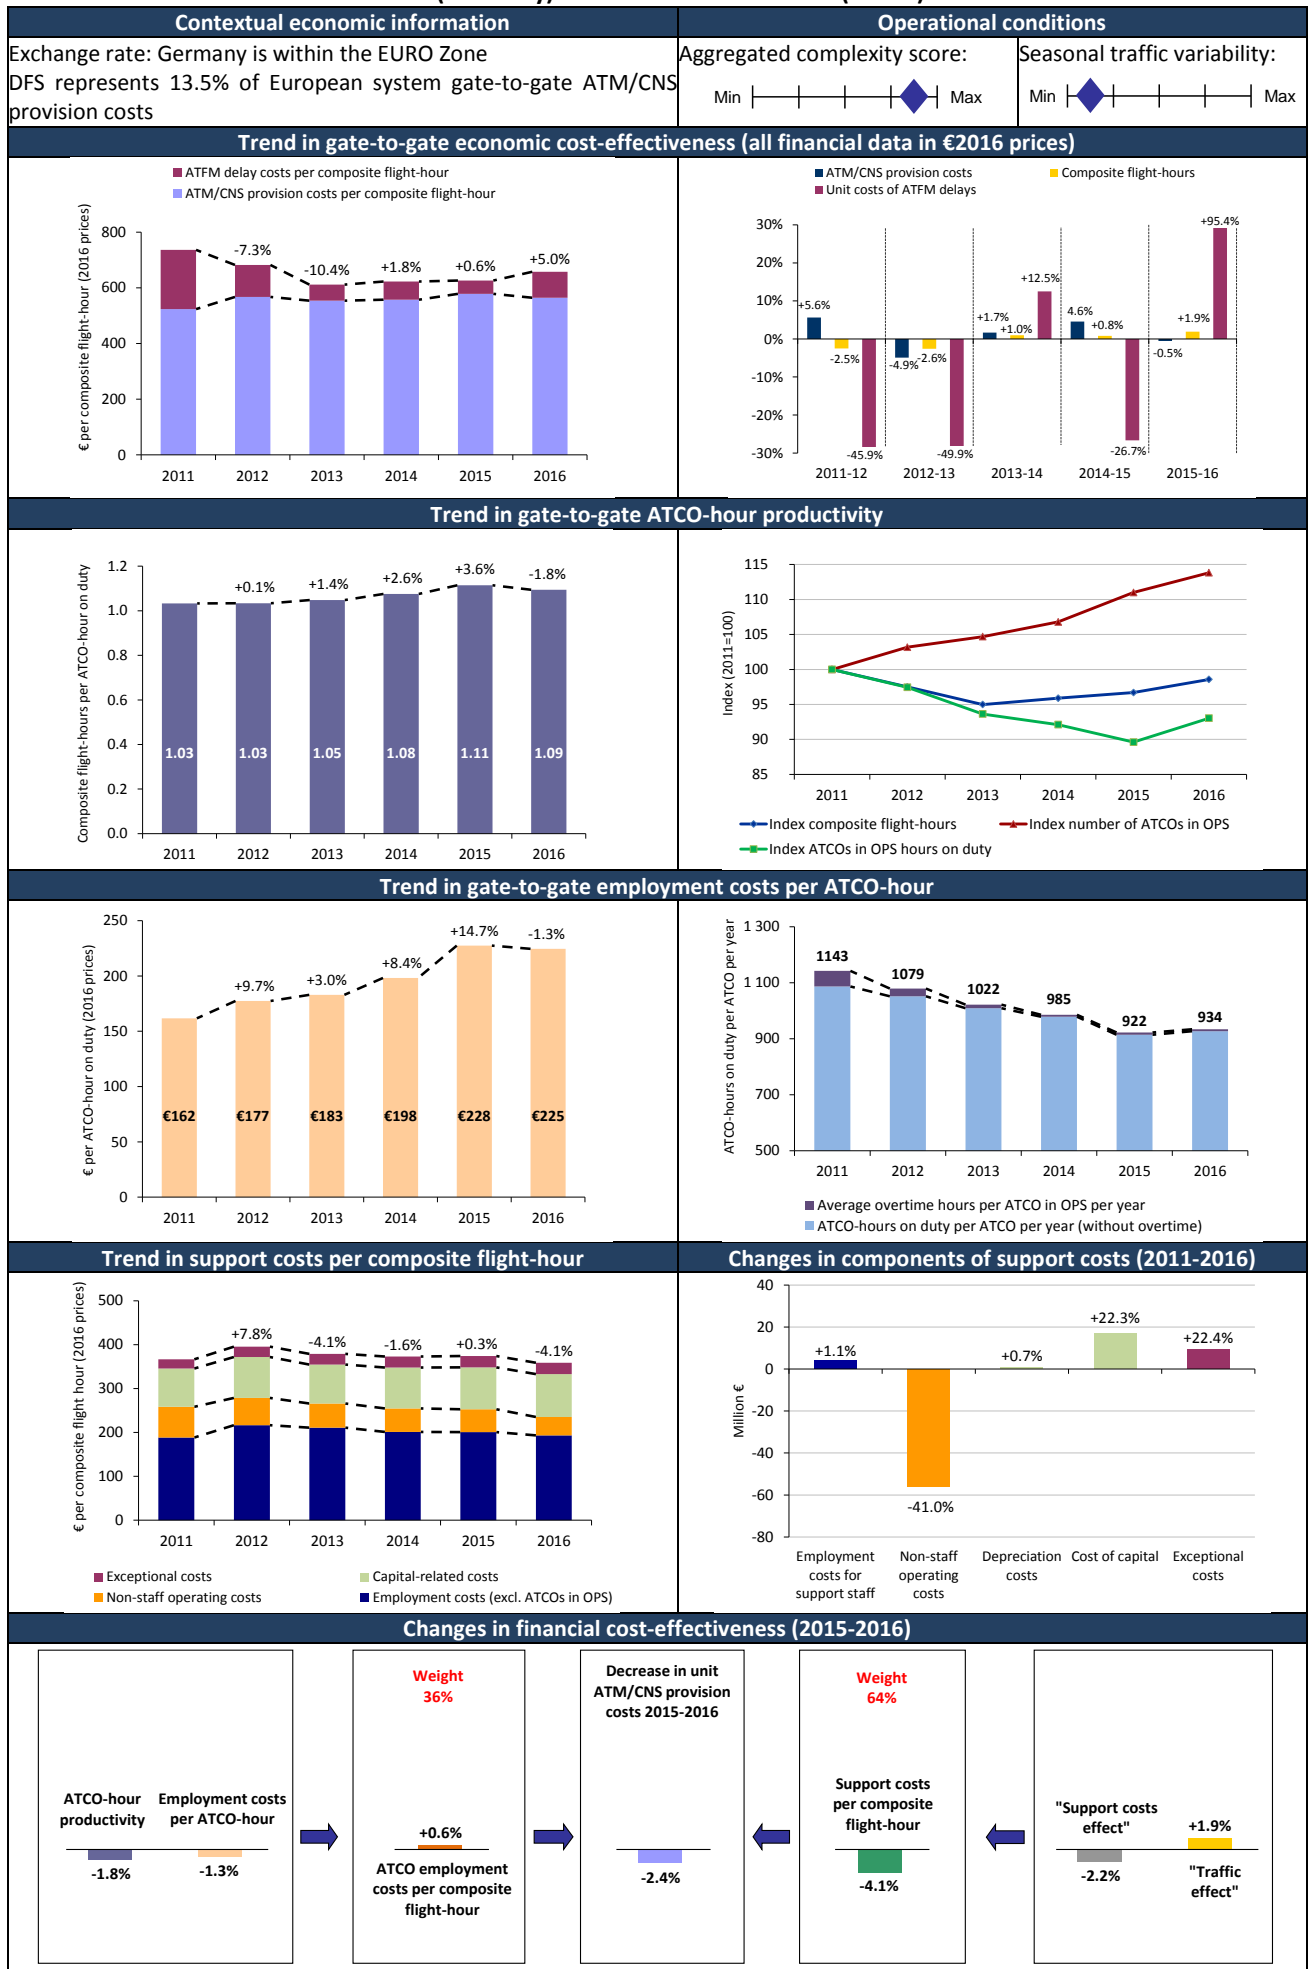 Contextual economic information
Operational conditions
Exchange rate: Germany is within the EURO Zone
DFS represents 13.5% of European system gate-to-gate ATM/CNS
provision costs
Aggregated complexity score:
Min
Max
Seasonal traffic variability:
Min
Max
Trend in gate-to-gate economic cost-effectiveness (all financial data in €2016 prices)
ATFM delay costs per composite flight-hour
ATM/CNS provision costs per composite flight-hour
€ per composite flight-hour (2016 prices)
800
600
400
200
0
-7.3%
-10.4%
+1.8%
+0.6%
+5.0%
2011 2012 2013 2014 2015 2016
ATM/CNS provision costs
Composite flight-hours
Unit costs of ATFM delays
30%
20%
10%
0%
-10%
-20%
-30%
+5.6%
-2.5%
-45.9%
-4.9%
-2.6%
-49.9%
+1.7%
+1.0%
+12.5%
4.6%
+0.8%
-26.7%
-0.5%
+1.9%
+95.4%
2011-12 2012-13 2013-14 2014-15 2015-16
Trend in gate-to-gate ATCO-hour productivity
Composite flight-hours per ATCO-hour on duty
1.2
1.0
0.8
0.6
0.4
0.2
0.0
+0.1%
+1.4%
+2.6%
+3.6%
-1.8%
1.03 1.03 1.05 1.08 1.11 1.09
2011 2012 2013 2014 2015 2016
Index (2011=100)
115
110
105
100
95
90
85
2011 2012 2013 2014 2015 2016
Index composite flight-hours
Index number of ATCOs in OPS
Index ATCOs in OPS hours on duty
Trend in gate-to-gate employment costs per ATCO-hour
€ per ATCO-hour on duty (2016 prices)
250
200
150
100
50
0
+9.7%
+3.0%
+8.4%
+14.7%
-1.3%
€162 €177 €183 €198 €228 €225
2011 2012 2013 2014 2015 2016
ATCO-hours on duty per ATCO per year
1 300
1 100
900
700
500
1143
1079
1022
985
922
934
2011 2012 2013 2014 2015 2016
Average overtime hours per ATCO in OPS per year
ATCO-hours on duty per ATCO per year (without overtime)
Trend in support costs per composite flight-hour
Changes in components of support costs (2011-2016)
€ per composite flight hour (2016 prices)
500
400
300
200
100
0
+7.8%
-4.1%
-1.6%
+0.3%
-4.1%
2011 2012 2013 2014 2015 2016
Exceptional costs
Capital-related costs
Non-staff operating costs
Employment costs (excl. ATCOs in OPS)
Million €
40
20
0
-20
-40
-60
-80
+1.1%
-41.0%
+0.7%
+22.3%
+22.4%
Employment
costs for
support staff
Non-staff
operating
costs
Depreciation
costs
Cost of capital
Exceptional
costs
Changes in financial cost-effectiveness (2015-2016)
ATCO-hour
productivity
-1.8%
Employment costs
per ATCO-hour
-1.3%
Weight
36%
+0.6%
ATCO employment
costs per composite
flight-hour
Decrease in unit
ATM/CNS provision
costs 2015-2016
-2.4%
Weight
64%
Support costs
per composite
flight-hour
-4.1%
"Support costs
effect"
-2.2%
+1.9%
"Traffic
effect"